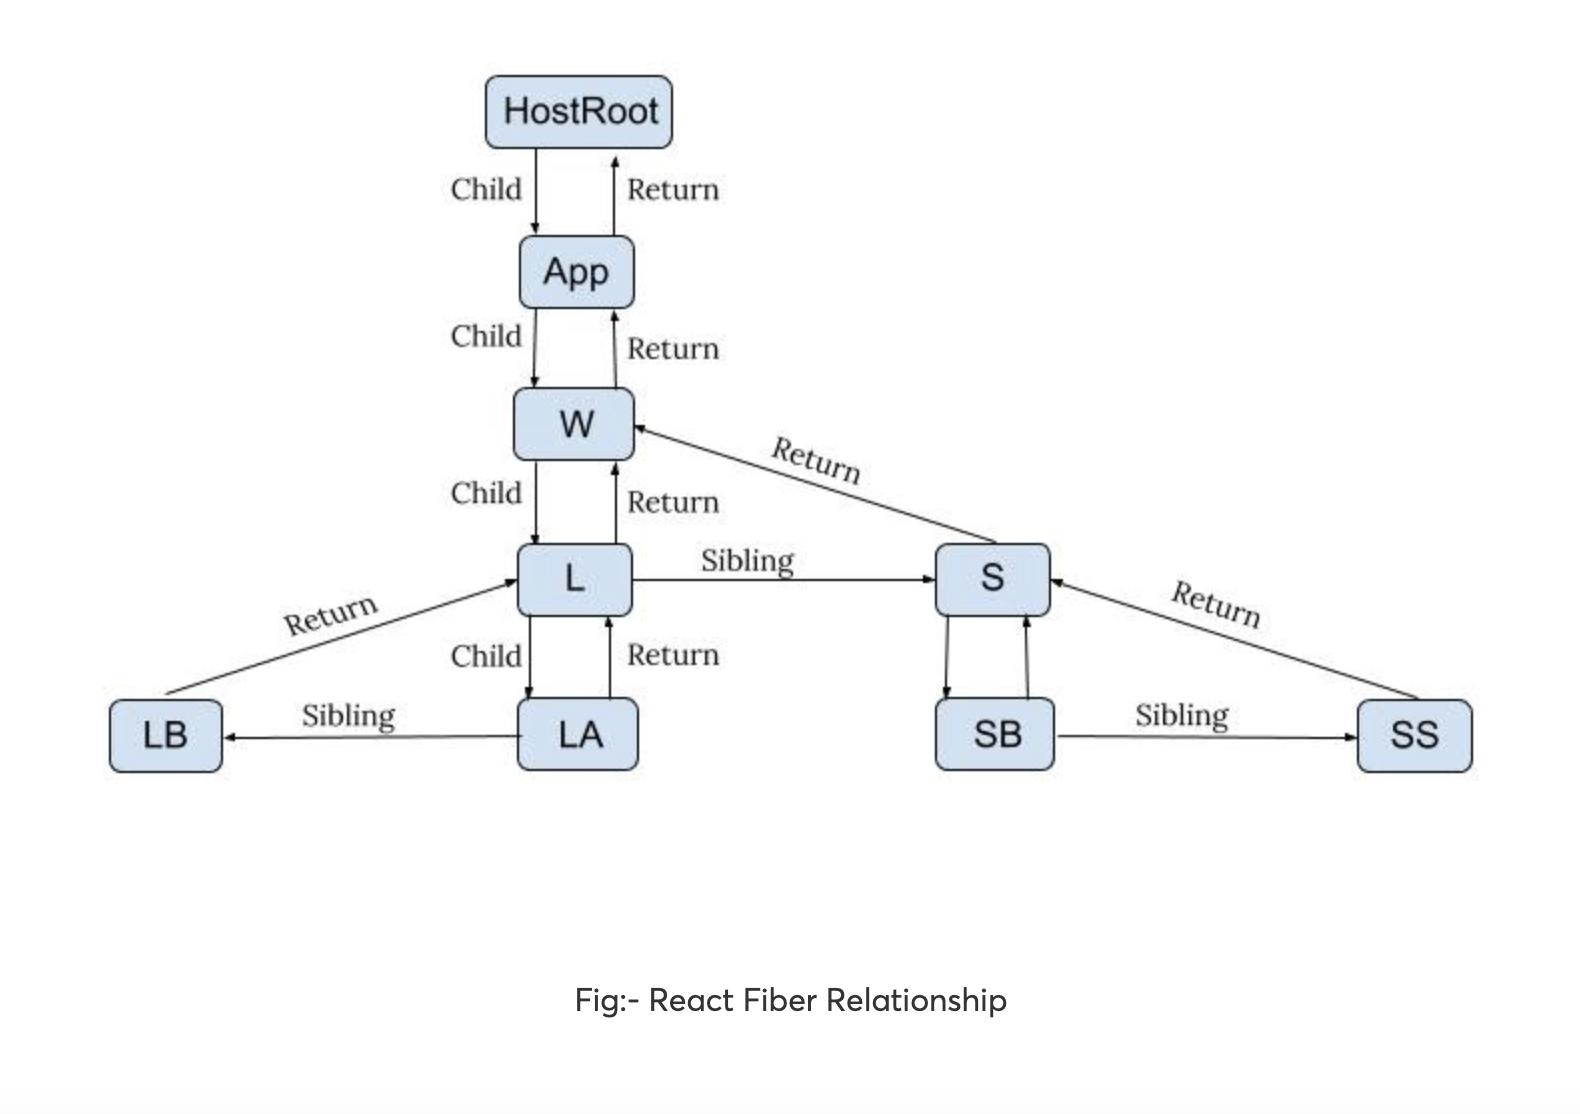 HostRoot
Child
Return
App
Child
Return
W
Return
Child
Return
Sibling
L
S
Return
Return
Child
Return
Sibling
LB
LA
SB
Sibling
SS
Fig:- React Fiber Relationship